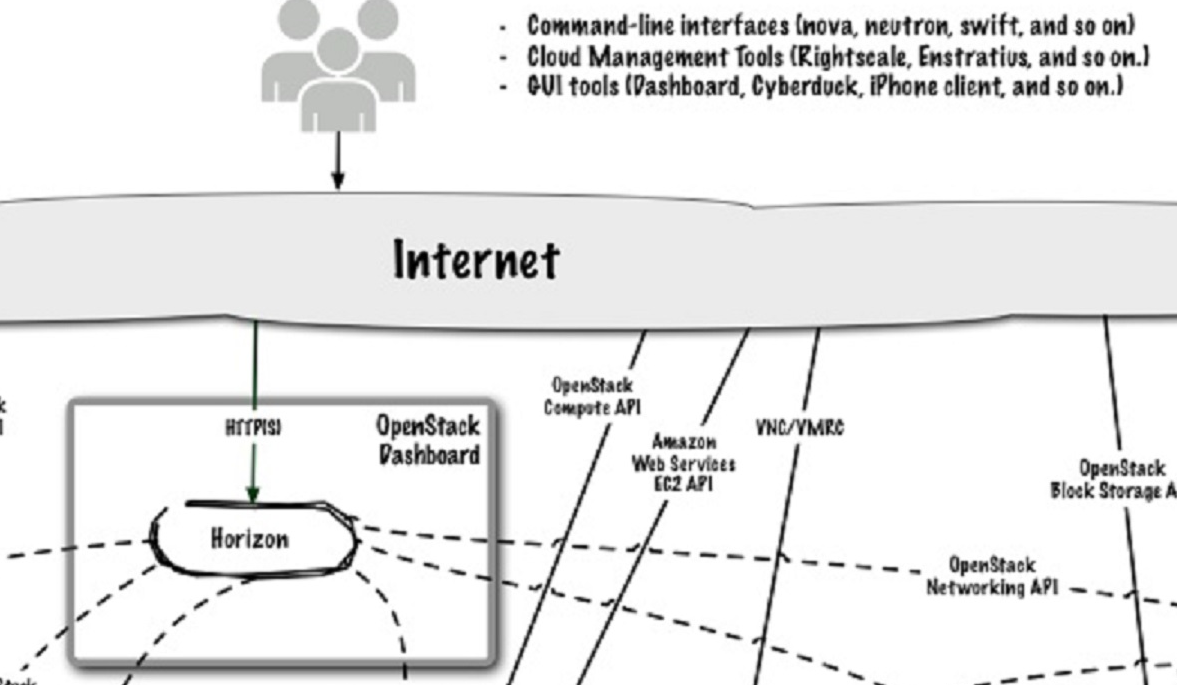 - Command-line interfaces (nova, neutron, swift, and so on)
- Cloud Management Tools (Rightscale, Enstratius, and so on.)
- GUI tools (Dashboard, Cyberduck, iPhone client, and so on.)
Internet
HTTP(S)
OpenStack
Dashboard
Horizon
OpenStack
Compute API
Amazon
Web Services
EC2 API
VNC/VMRC
OpenStack
Block Storage A
OpenStack
Networking API